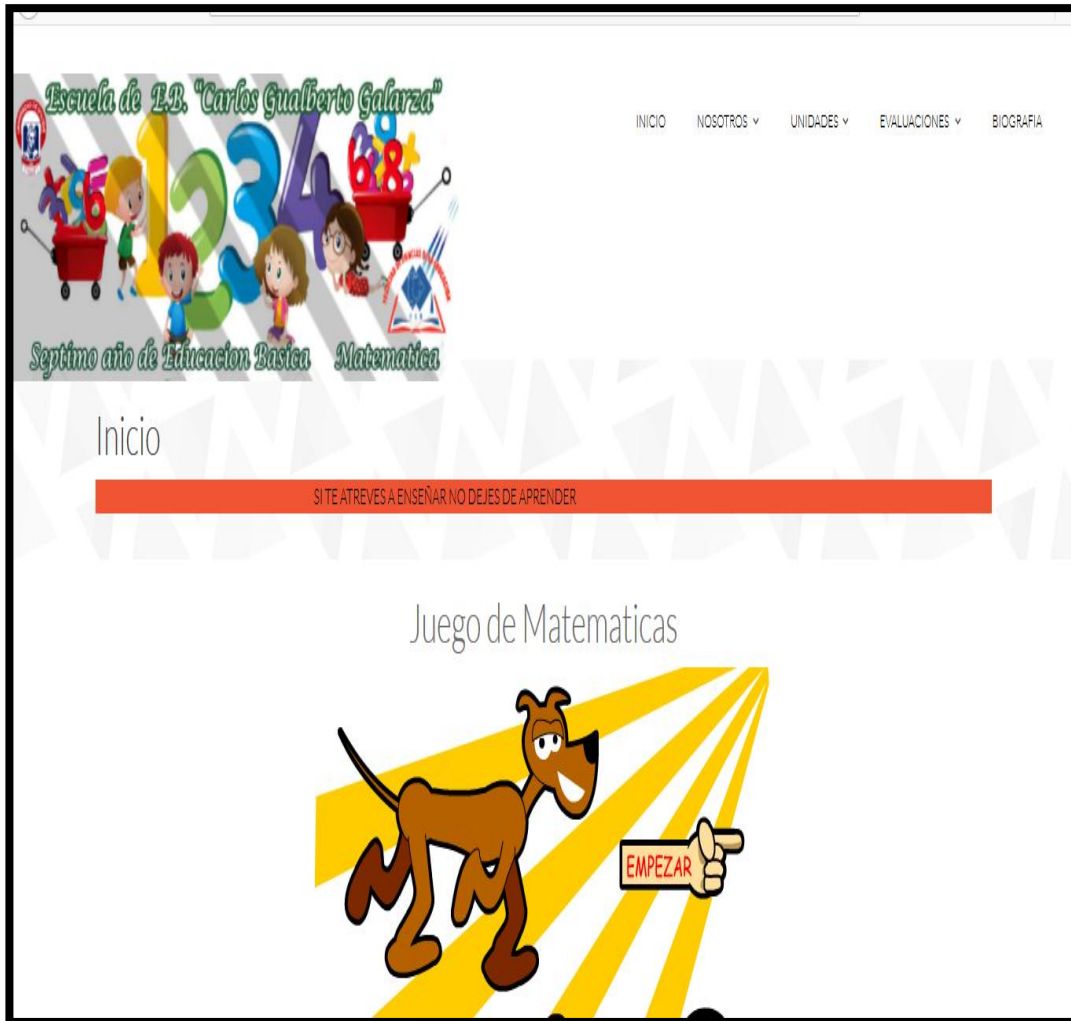 Escuela de E.B. "Carlos Gualberto Galarza"
1234
Septimo año de Educacion Basica Matematica
INICIO NOSOTROS UNIDADES EVALUACIONES BIOGRAFIA
Inicio
SI TE ATREVES A ENSEÑAR NO DEJES DE APRENDER
Juego de Matematicas
EMPEZAR